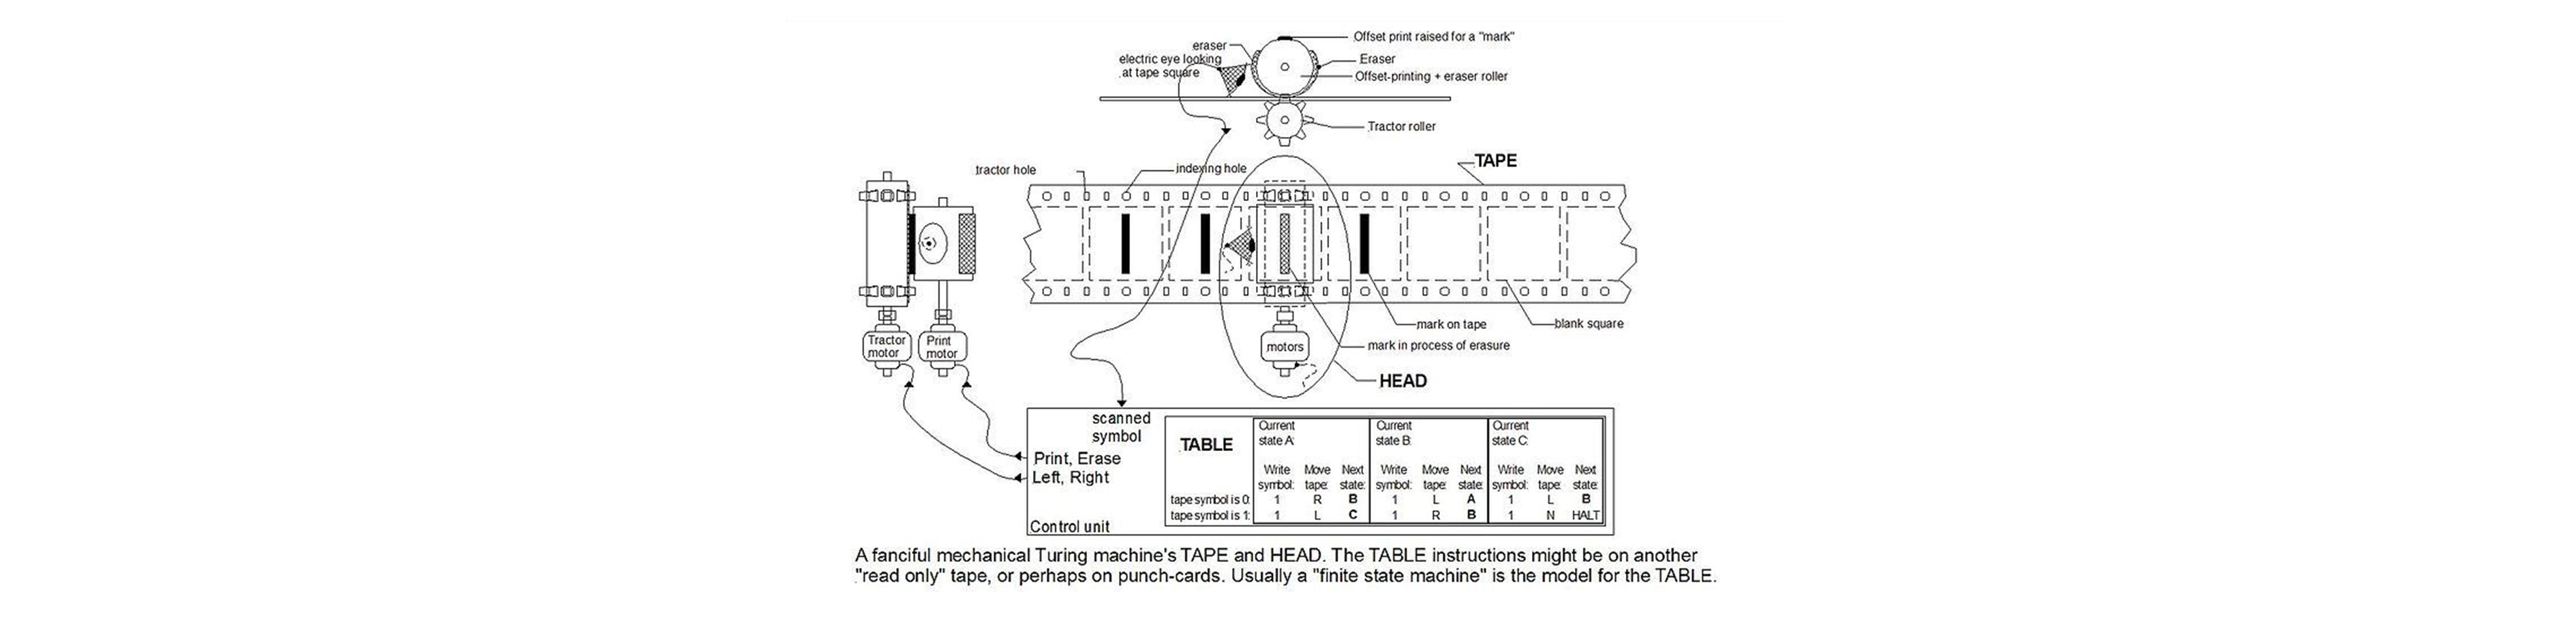 Offset print raised for a "mark"
eraser
electric eye looking
at tape square
Eraser
Offset-printing + eraser roller
Tractor roller
TAPE
tractor hole
indexing hole
mark on tape
blank square
Tractor
motor
Print
motor
motors
mark in process of erasure
HEAD
scanned
symbol
Print, Erase
Left, Right
Control unit
TABLE
Current Current Current
state A: state B: state C:
Write Move Next Write Move Next Write Move Next
symbol: tape: state: symbol: tape: state: symbol: tape: state:
tape symbol is 0: 1 R B 1 L A 1 L B
tape symbol is 1: 1 L C 1 R B 1 N HALT
A fanciful mechanical Turing machine's TAPE and HEAD. The TABLE instructions might be on another
"read only" tape, or perhaps on punch-cards. Usually a "finite state machine" is the model for the TABLE.